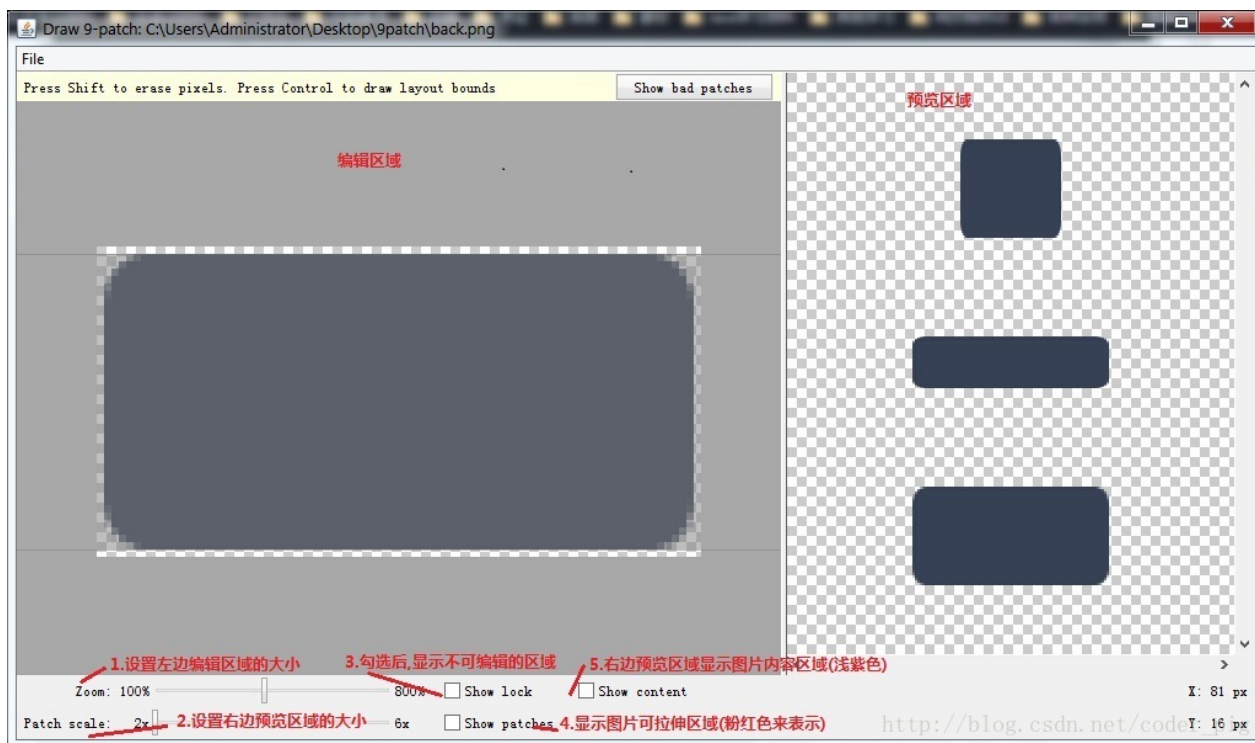 Draw 9-patch: C:\Users\Administrator\Desktop\9patch\back.png
File
Press Shift to erase pixels. Press Control to draw layout bounds
Show bad patches
预览区域
编辑区域
1.设置左边编辑区域的大小
3.勾选后,显示不可编辑的区域
5.右边预览区域显示图片内容区域(浅紫色)
Zoom: 100%
800%
Show lock
Show content
X: 81 px
Patch scale: 2x
2.设置右边预览区域的大小
6x
Show patches
4.显示图片可拉伸区域(粉红色来表示)
http://blog.csdn.net/coder_pig
Y: 16 px